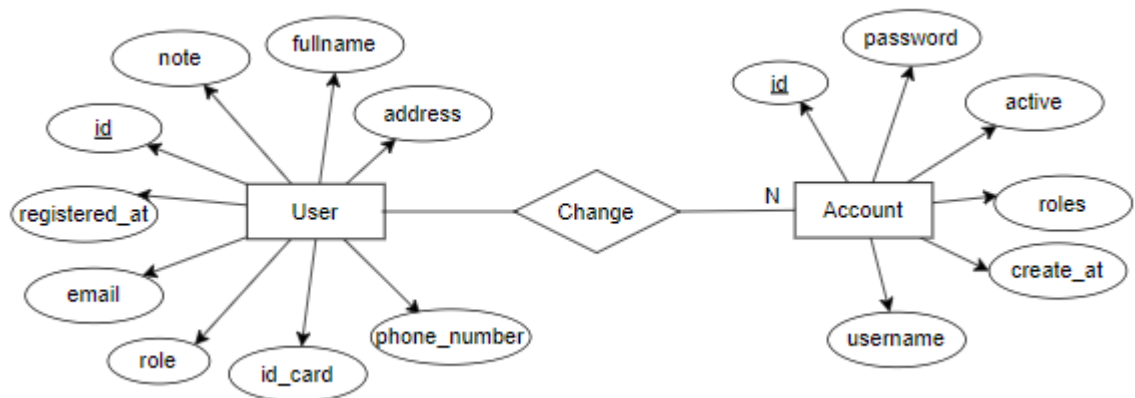 fullname
note
address
id
registered_at
User
email
role
id_card
phone_number
Change
N
password
id
active
Account
roles
create_at
username